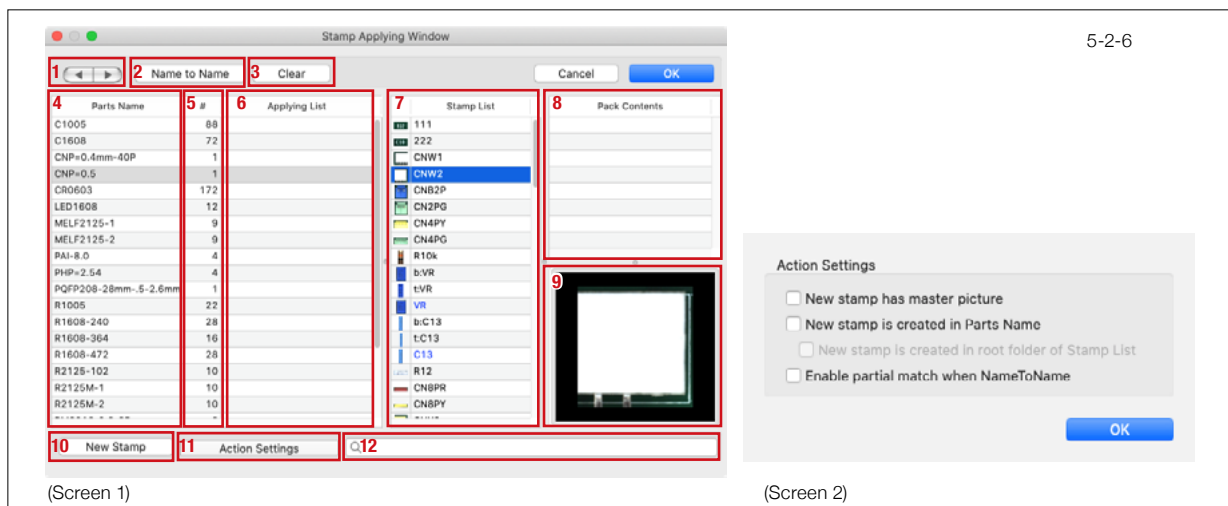 5-2-6
Stamp Applying Window
1 2 Name to Name 3 Clear Cancel OK
4 Parts Name 5 # 6 Applying List 7 Stamp List 8 Pack Contents
C1005 88 111
C1608 72 222
CNP=0.4mm-40P 1 CNW1
CNP=0.5 1 CNW2
CR0603 172 CNB2P
LED1608 12 CN2PG
MELF2125-1 9 CN4PY
MELF2125-2 9 CN4PG
PAI-8.0 4 R10k
PHP=2.54 4 b:VR
PQFP208-28mm-.5-2.6mm 1 t:VR
R1005 22 VR
R1608-240 28 b:C13
R1608-364 16 t:C13
R1608-472 28 C13
R2125-102 10 R12
R2125M-1 10 CN8PR
R2125M-2 10 CN8PY
9
10 New Stamp 11 Action Settings 12
(Screen 1)
Action Settings
New stamp has master picture
New stamp is created in Parts Name
New stamp is created in root folder of Stamp List
Enable partial match when NameToName
OK
(Screen 2)